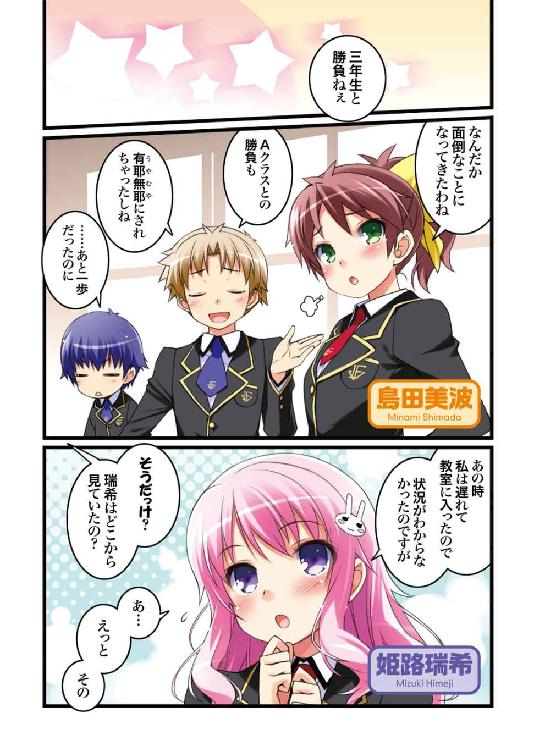 三年生と
勝負ねぇ
なんだか
面倒なことに
なってきたわね
Aクラスとの
勝負も
有耶無耶にされ
うやむや
ちゃったしね
……あと一歩
だったのに
島田美波
Minami Shimada
あの時
私は遅れて
教室に入ったので
状況がわからな
かったのですが
そうだっけ?
瑞希はどこから
見ていたの?
あ…
えっと
その
姫路瑞希
Mizuki Himeji